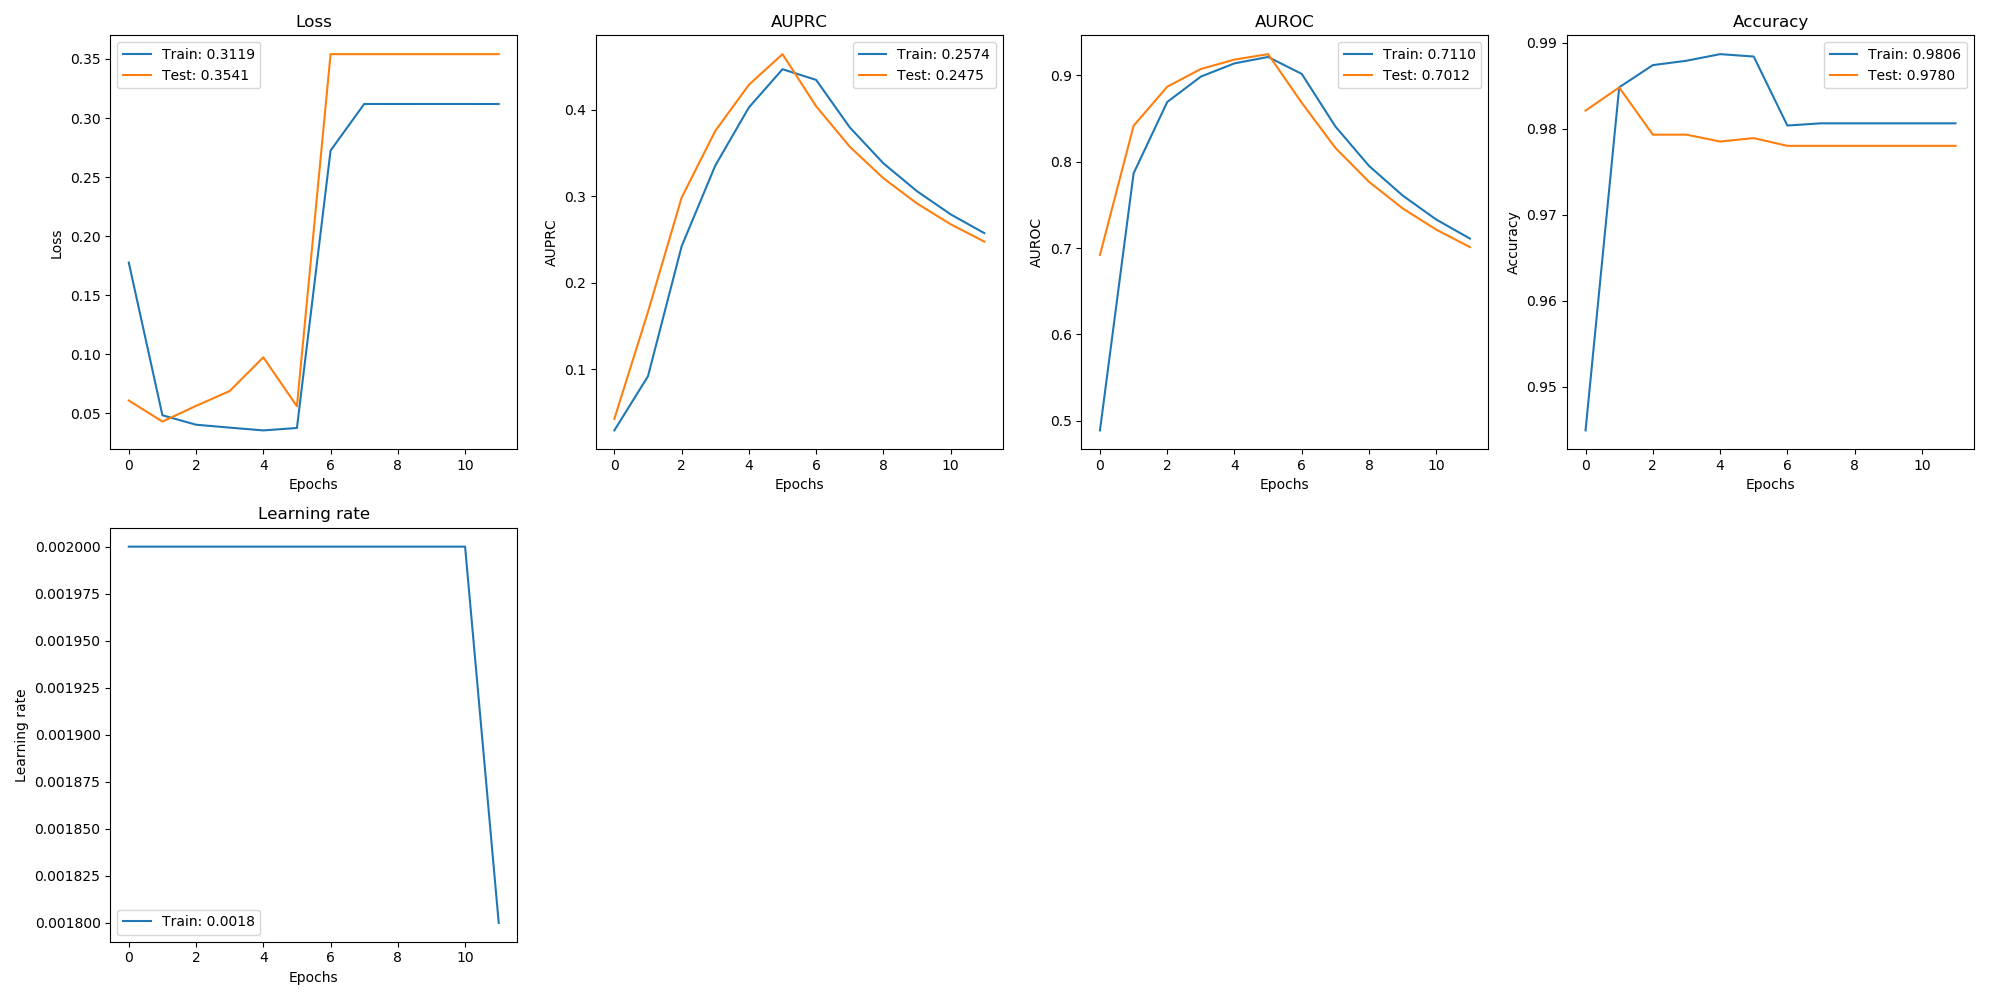 Loss
Train: 0.3119
Test: 0.3541
0.35
0.30
0.25
0.20
0.15
0.10
0.05
Loss
0 2 4 6 8 10
Epochs
AUPRC
Train: 0.2574
Test: 0.2475
0.4
0.3
0.2
0.1
AUPRC
0 2 4 6 8 10
Epochs
AUROC
Train: 0.7110
Test: 0.7012
0.9
0.8
0.7
0.6
0.5
AUROC
0 2 4 6 8 10
Epochs
Accuracy
Train: 0.9806
Test: 0.9780
0.99
0.98
0.97
0.96
0.95
Accuracy
0 2 4 6 8 10
Epochs
Learning rate
0.002000
0.001975
0.001950
0.001925
0.001900
0.001875
0.001850
0.001825
0.001800
Learning rate
Train: 0.0018
0 2 4 6 8 10
Epochs